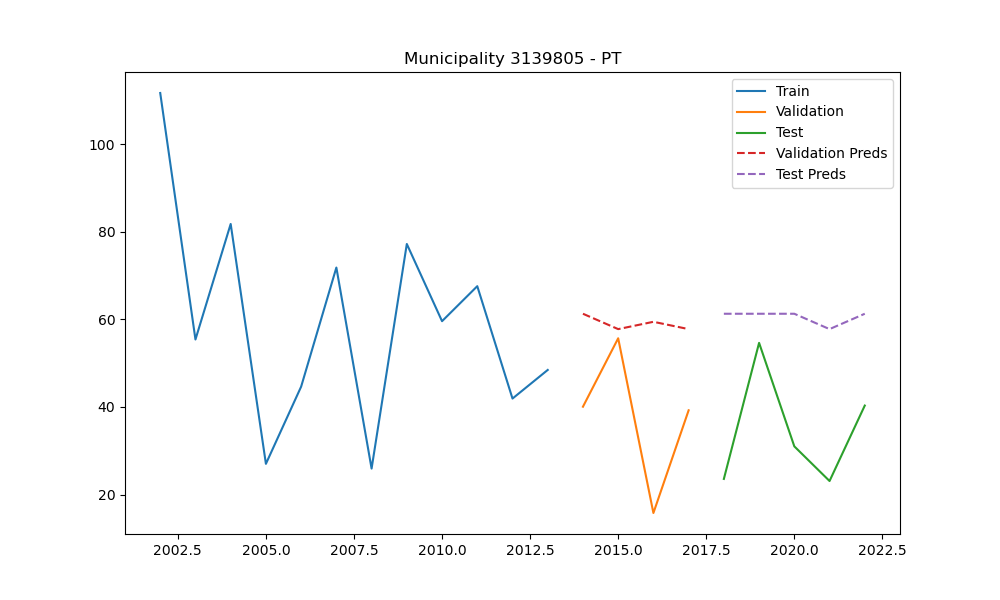 Municipality 3139805 - PT
Train
Validation
Test
Validation Preds
Test Preds
100
80
60
40
20
2002.5 2005.0 2007.5 2010.0 2012.5 2015.0 2017.5 2020.0 2022.5